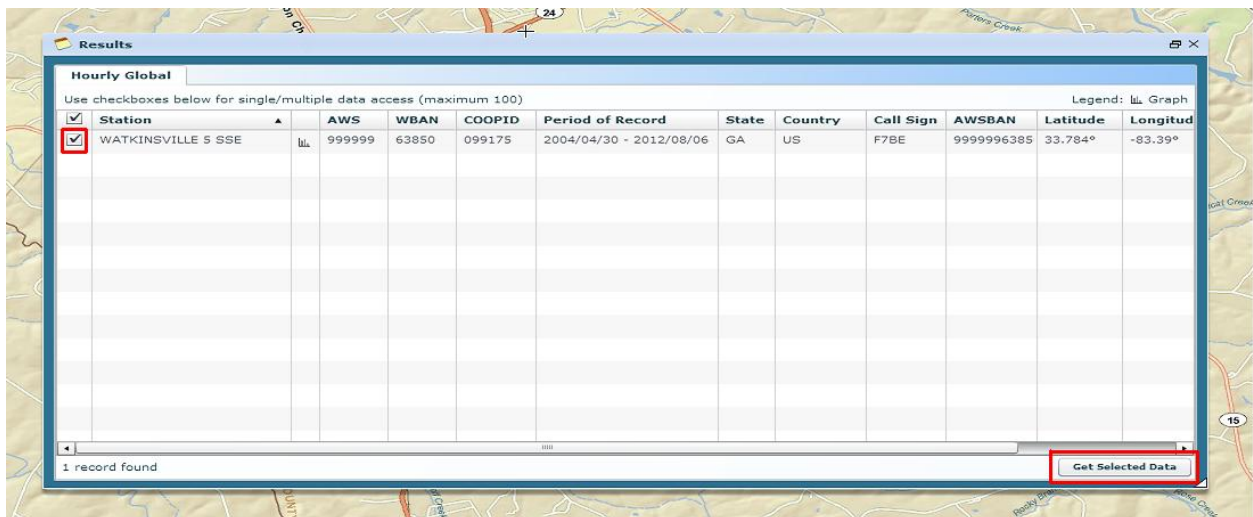 24
Porters Creek
Results
Hourly Global
Use checkboxes below for single/multiple data access (maximum 100)
Legend: Graph
Station AWS WBAN COOPID Period of Record State Country Call Sign AWSBAN Latitude Longitud
WATKINSVILLE 5 SSE 999999 63850 099175 2004/04/30 - 2012/08/06 GA US F7BE 9999996385 33.784° -83.39°
15
1 record found
Get Selected Data